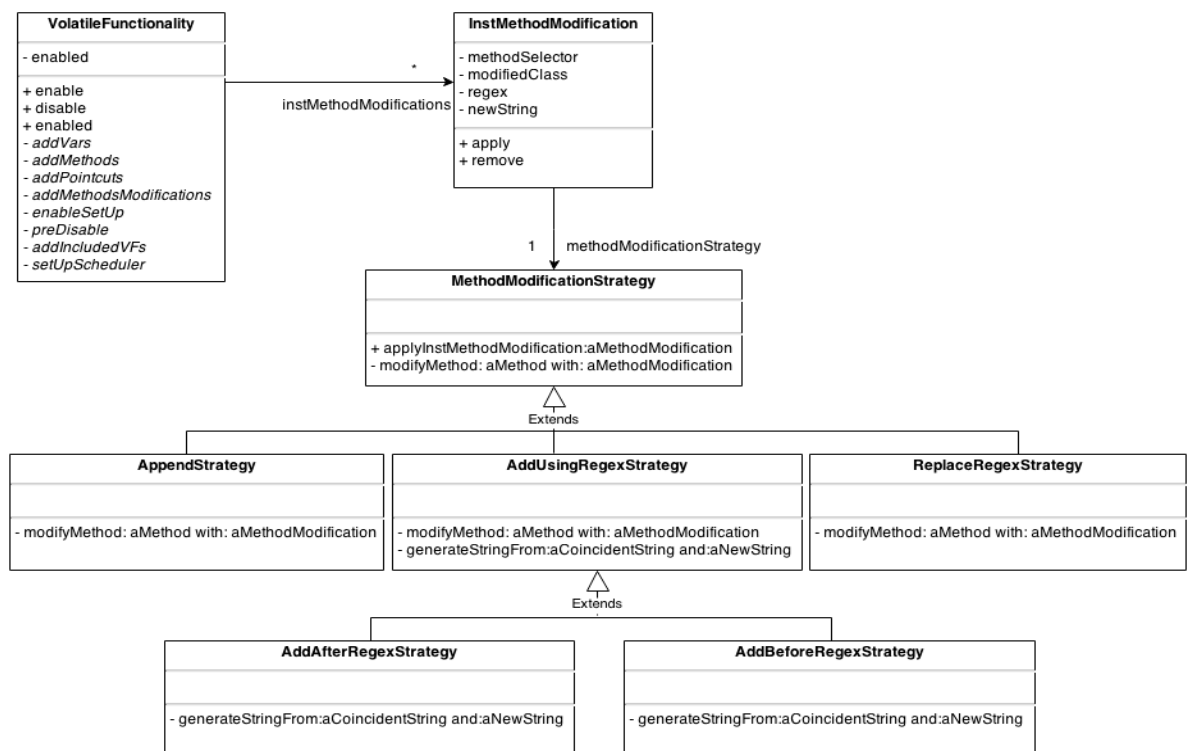 VolatileFunctionality
- enabled
+ enable
+ disable
+ enabled
- addVars
- addMethods
- addPointcuts
- addMethodsModifications
- enableSetUp
- preDisable
- addIncludedVFs
- setUpScheduler
*
instMethodModifications
InstMethodModification
- methodSelector
- modifiedClass
- regex
- newString
+ apply
+ remove
1 methodModificationStrategy
MethodModificationStrategy
+ applyInstMethodModification:aMethodModification
- modifyMethod: aMethod with: aMethodModification
Extends
AppendStrategy
- modifyMethod: aMethod with: aMethodModification
AddUsingRegexStrategy
- modifyMethod: aMethod with: aMethodModification
- generateStringFrom:aCoincidentString and:aNewString
ReplaceRegexStrategy
- modifyMethod: aMethod with: aMethodModification
Extends
AddAfterRegexStrategy
- generateStringFrom:aCoincidentString and:aNewString
AddBeforeRegexStrategy
- generateStringFrom:aCoincidentString and:aNewString